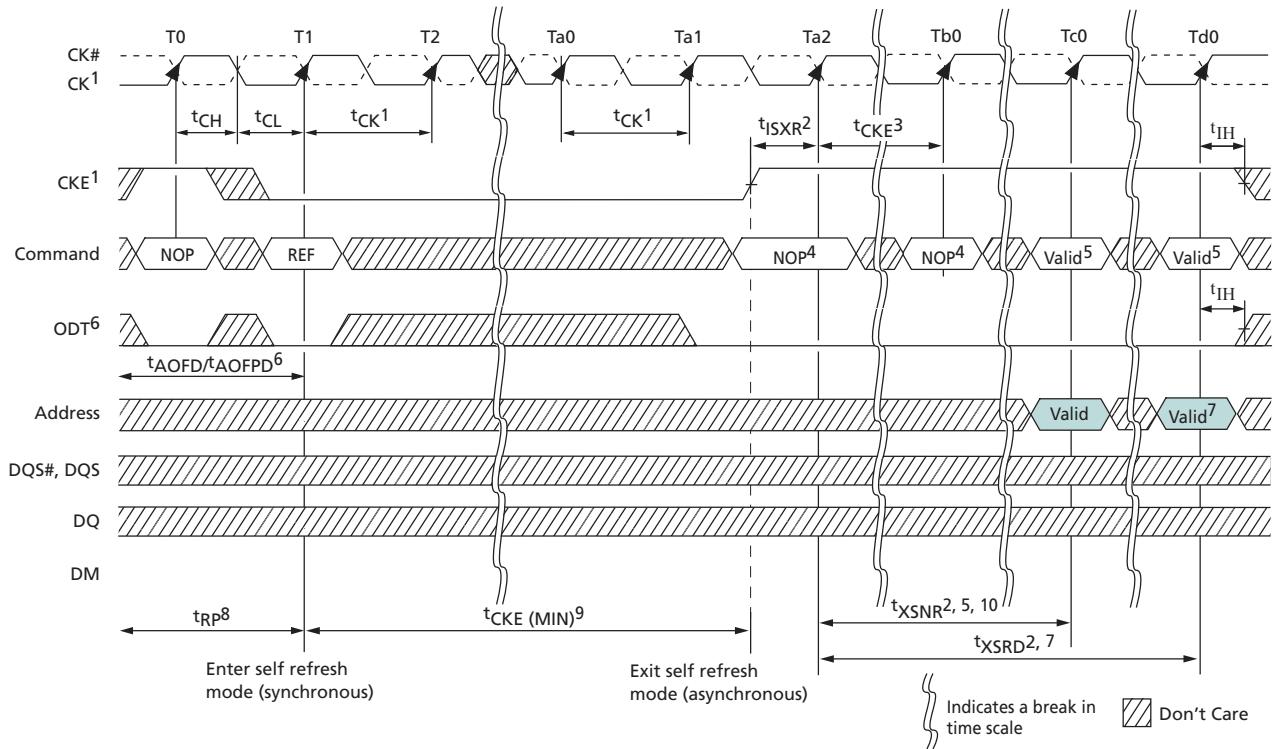 T0 T1 T2 Ta0 Ta1 Ta2 Tb0 Tc0 Td0
CK#
CK1
tCH tCL tCK1 tCK1 tISXR2 tCKE3 tIH
CKE1
Command NOP REF NOP4 NOP4 Valid5 Valid5
tIH
ODT6
tAOFD/tAOFPD6
Address Valid Valid7
DQS#, DQS
DQ
DM
tRP8 tCKE (MIN)9 tXSNR2, 5, 10
tXSRD2, 7
Enter self refresh
mode (synchronous)
Exit self refresh
mode (asynchronous)
Indicates a break in
time scale
Don't Care